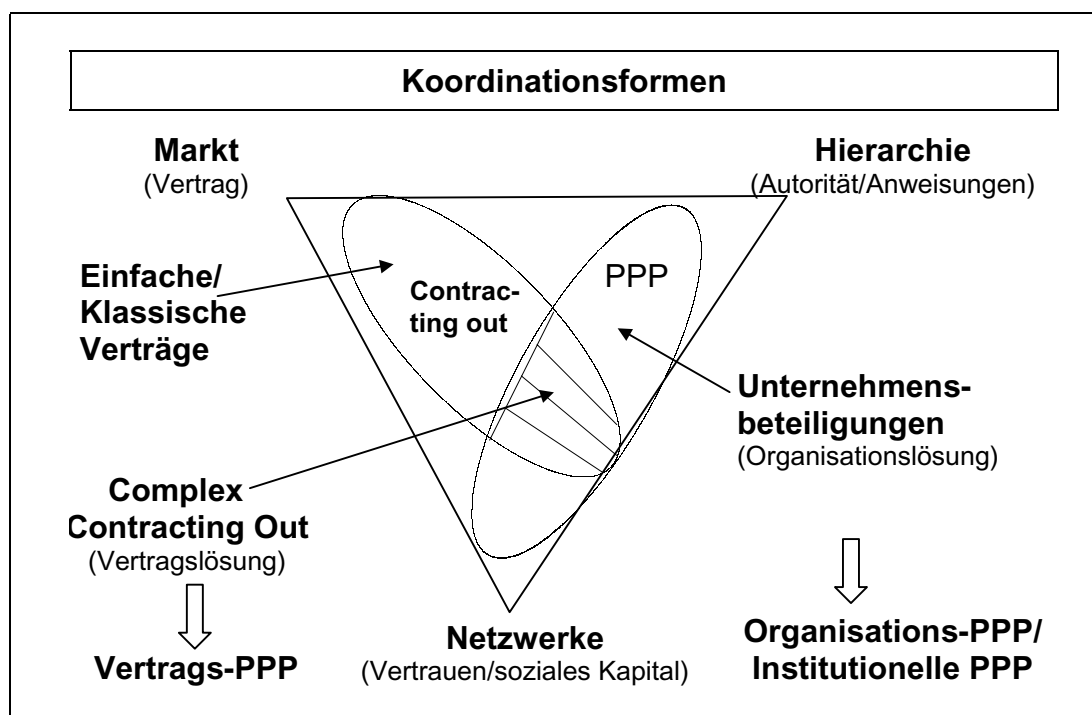 Koordinationsformen
Markt
(Vertrag)
Hierarchie
(Autorität/Anweisungen)
Einfache/
Klassische
Verträge
Contrac-
ting out
PPP
Unternehmens-
beteiligungen
(Organisationslösung)
Complex
Contracting Out
(Vertragslösung)
Vertrags-PPP
Netzwerke
(Vertrauen/soziales Kapital)
Organisations-PPP/
Institutionelle PPP